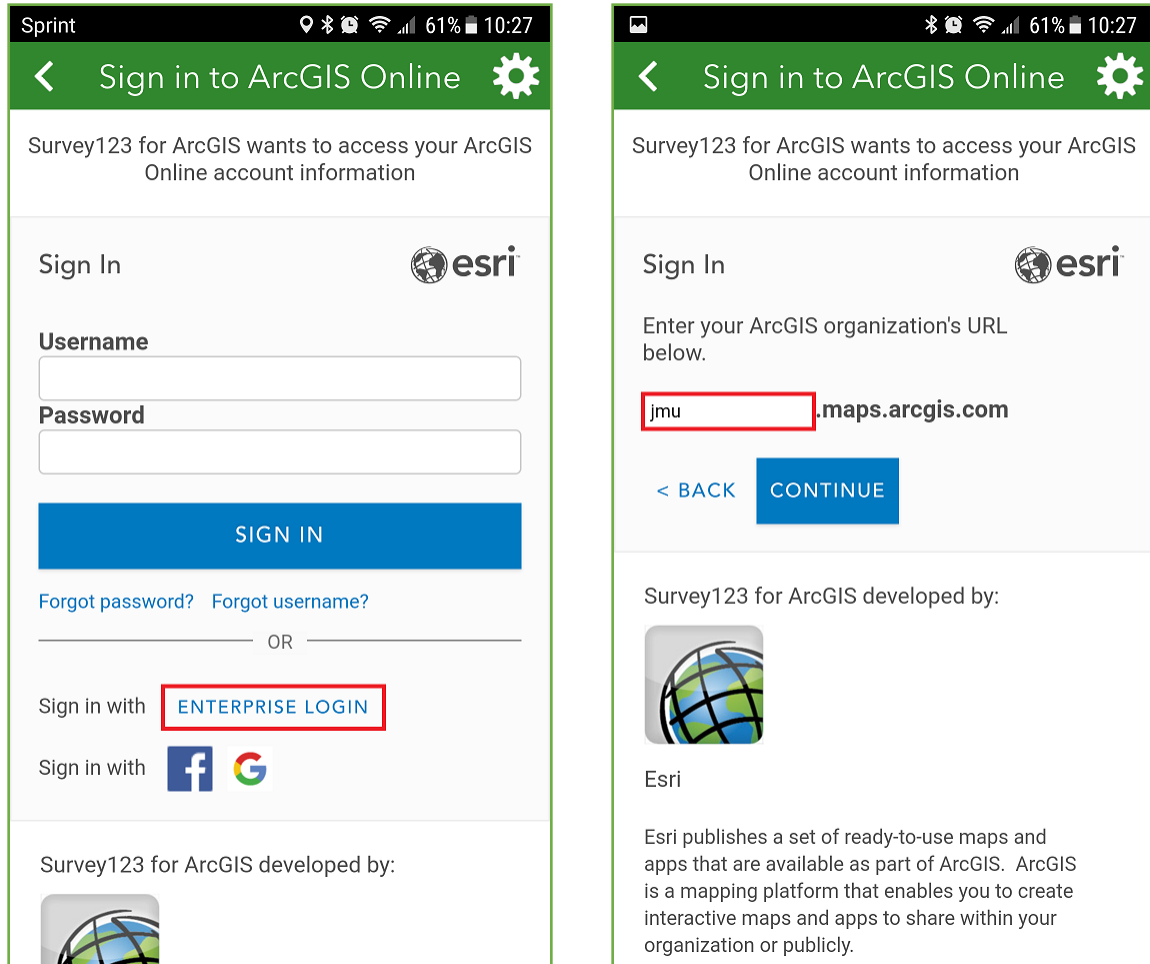 Sprint 61% 10:27
Sign in to ArcGIS Online
Survey123 for ArcGIS wants to access your ArcGIS
Online account information
Sign In esri
Username
Password
SIGN IN
Forgot password? Forgot username?
OR
Sign in with ENTERPRISE LOGIN
Sign in with f G
Survey123 for ArcGIS developed by:
61% 10:27
Sign in to ArcGIS Online
Survey123 for ArcGIS wants to access your ArcGIS
Online account information
Sign In esri
Enter your ArcGIS organization's URL
below.
jmu .maps.arcgis.com
< BACK CONTINUE
Survey123 for ArcGIS developed by:
Esri
Esri publishes a set of ready-to-use maps and
apps that are available as part of ArcGIS.  ArcGIS
is a mapping platform that enables you to create
interactive maps and apps to share within your
organization or publicly.